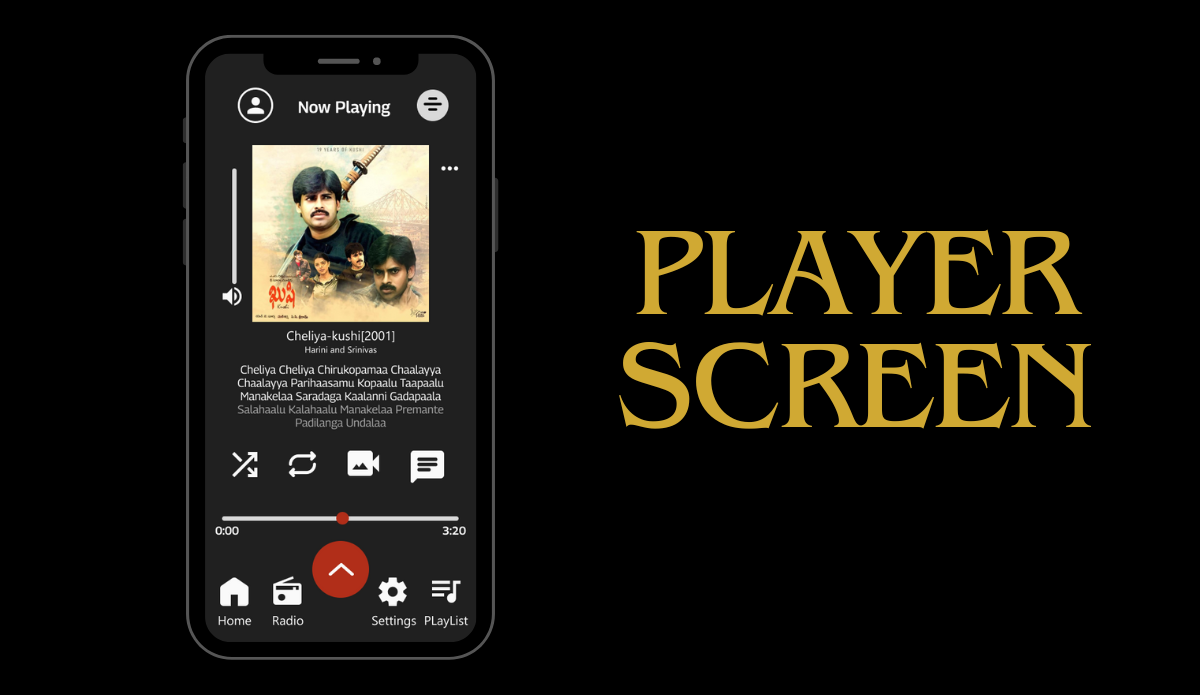 Now Playing
19 YEARS OF KUSHI
ఖుషి
Kushi
Cheliya-kushi[2001]
Harini and Srinivas
Cheliya Cheliya Chirukopamaa Chaalayya
Chaalayya Parihaasamu Kopaalu Taapaalu
Manakelaa Saradaga Kaalanni Gadapaala
Salahaalu Kalahaalu Manakelaa Premante
Padilanga Undalaa
0:00
3:20
Home
Radio
Settings
PLayList
PLAYER
SCREEN